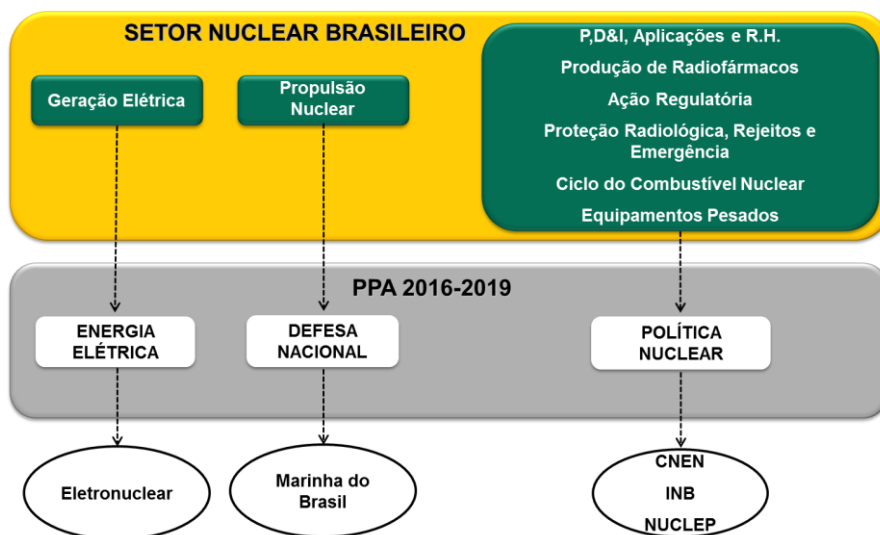 SETOR NUCLEAR BRASILEIRO
Geração Elétrica
Propulsão
Nuclear
P,D&I, Aplicações e R.H.
Produção de Radiofármacos
Ação Regulatória
Proteção Radiológica, Rejeitos e
Emergência
Ciclo do Combustível Nuclear
Equipamentos Pesados
PPA 2016-2019
ENERGIA
ELÉTRICA
DEFESA
NACIONAL
POLÍTICA
NUCLEAR
Eletronuclear
Marinha do
Brasil
CNEN
INB
NUCLEP